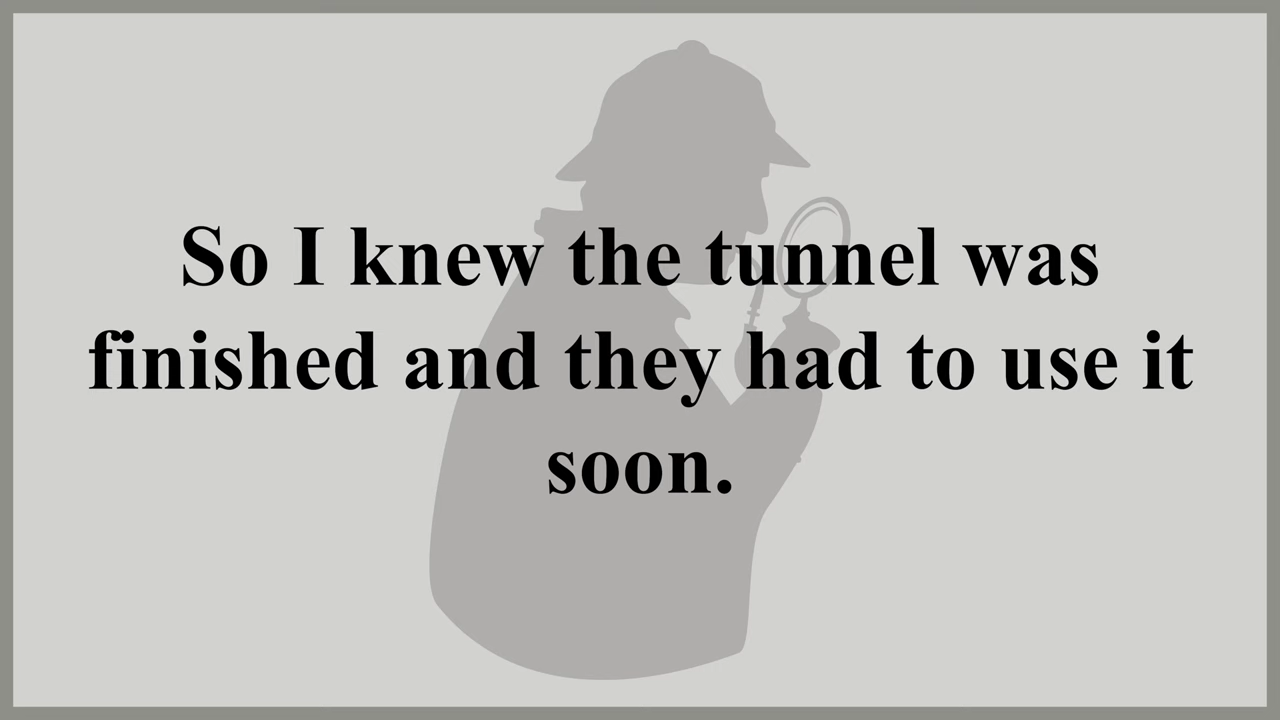 So I knew the tunnel was
finished and they had to use it
soon.